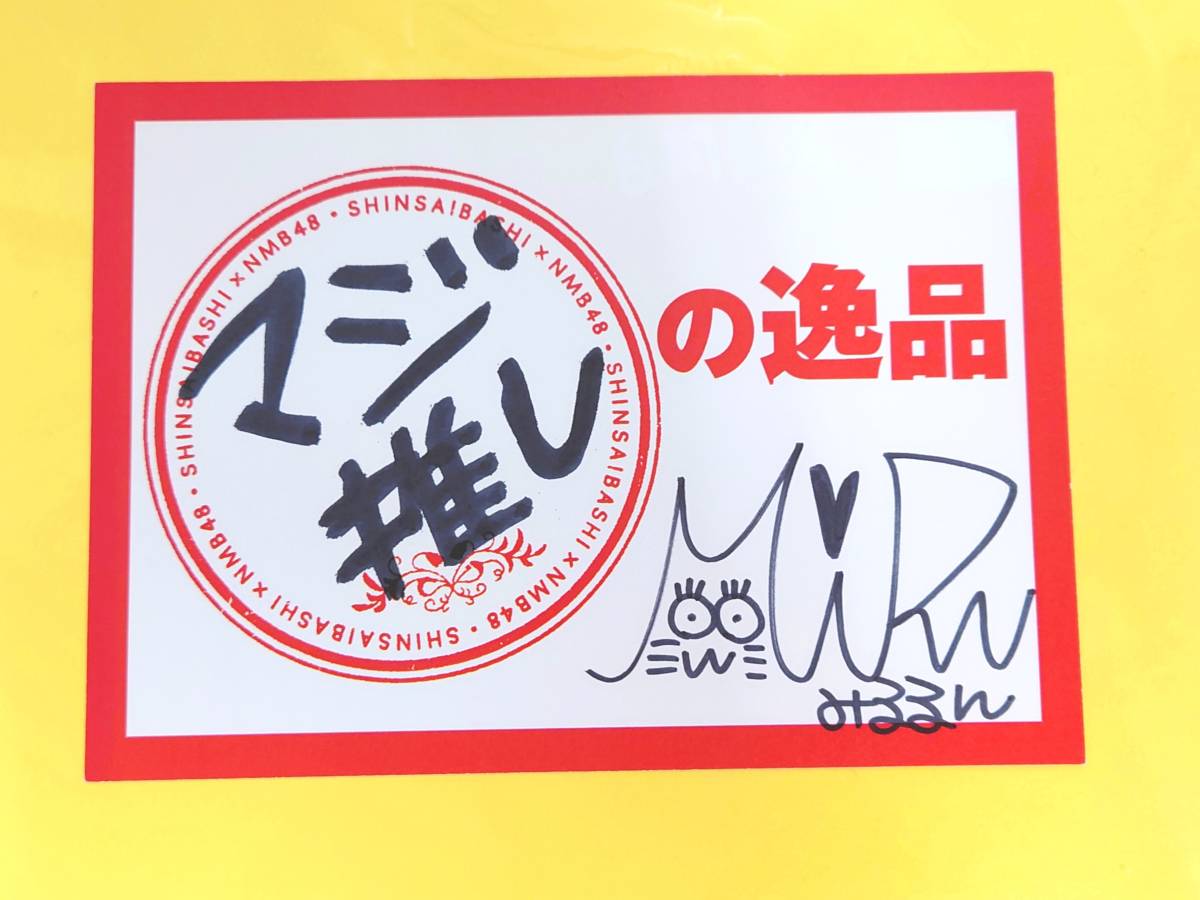 SHINSAIBASHI × NMB48 • SHINSAIBASHI × NMB48 • SHINSAIBASHI × NMB48 • SHINSAIBASHI × NMB48 •
マジ
推し
の逸品
MiRu
みるるん